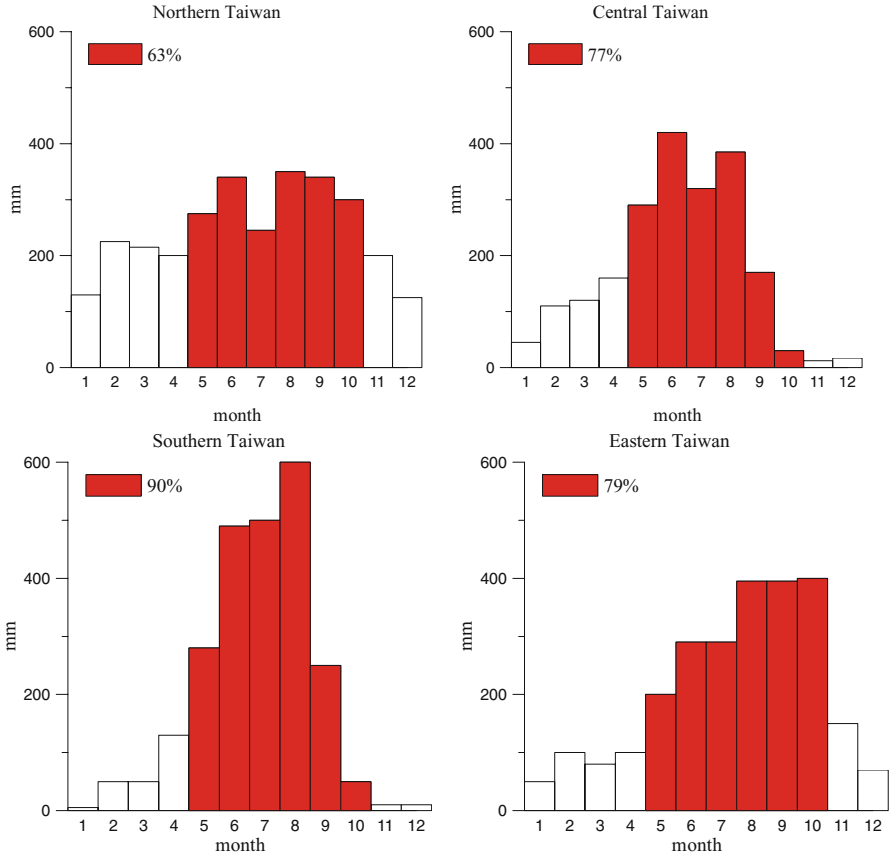 Northern Taiwan
600
63%
400
mm
200
0
1 2 3 4 5 6 7 8 9 10 11 12
month
Central Taiwan
600
77%
400
mm
200
0
1 2 3 4 5 6 7 8 9 10 11 12
month
Southern Taiwan
600
90%
400
mm
200
0
1 2 3 4 5 6 7 8 9 10 11 12
month
Eastern Taiwan
600
79%
400
mm
200
0
1 2 3 4 5 6 7 8 9 10 11 12
month